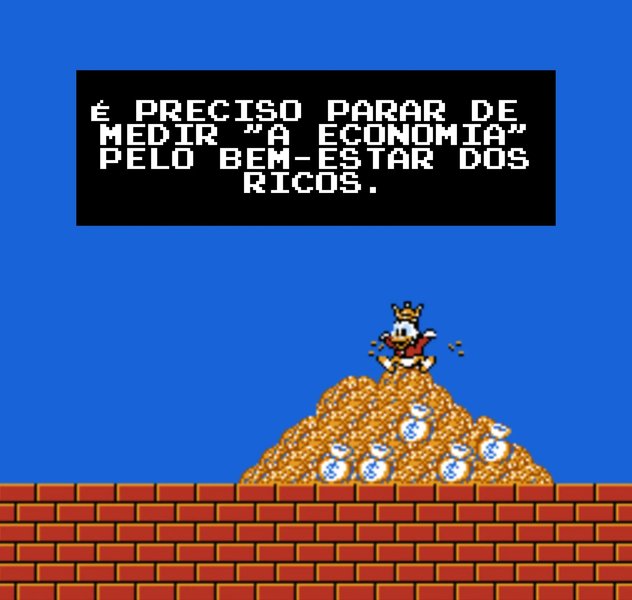 É PRECISO PARAR DE
MEDIR "A ECONOMIA"
PELO BEM-ESTAR DOS
RICOS.